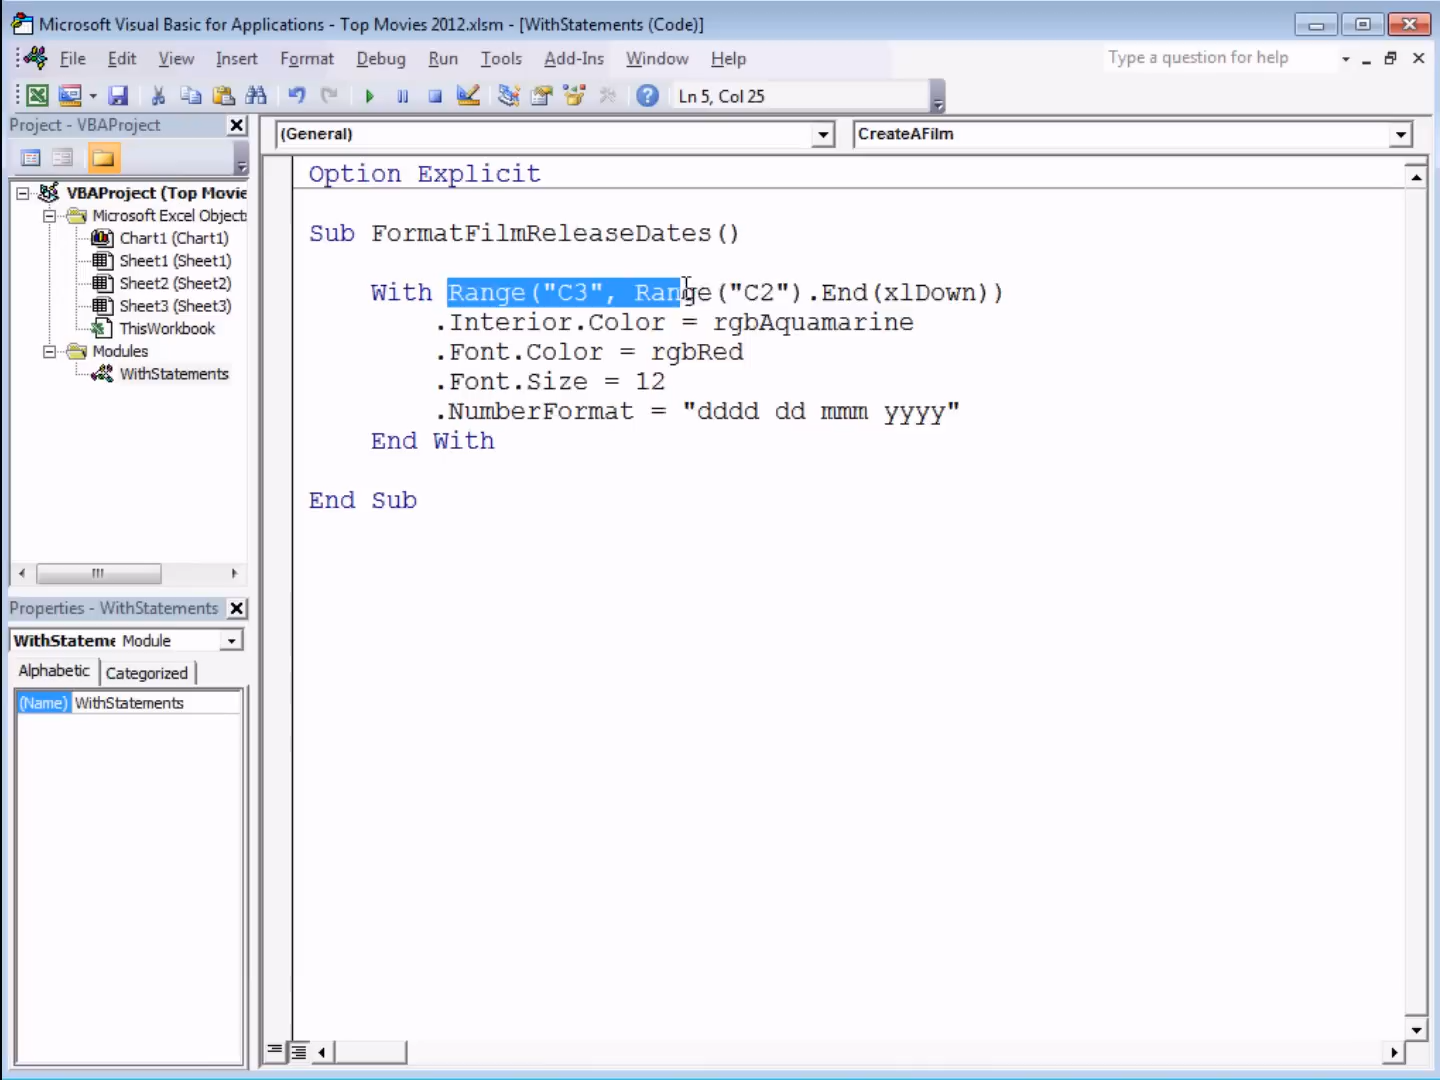 Microsoft Visual Basic for Applications - Top Movies 2012.xlsm - [WithStatements (Code)]
File Edit View Insert Format Debug Run Tools Add-Ins Window Help Type a question for help
Ln 5, Col 25
Project - VBAProject
(General) CreateAFilm
VBAProject (Top Movie
Microsoft Excel Object
Chart1 (Chart1)
Sheet1 (Sheet1)
Sheet2 (Sheet2)
Sheet3 (Sheet3)
ThisWorkbook
Modules
WithStatements
Properties - WithStatements
WithStateme Module
Alphabetic Categorized
(Name) WithStatements
Option Explicit
Sub FormatFilmReleaseDates()
With Range("C3", Range("C2").End(xlDown))
.Interior.Color = rgbAquamarine
.Font.Color = rgbRed
.Font.Size = 12
.NumberFormat = "dddd dd mmm yyyy"
End With
End Sub